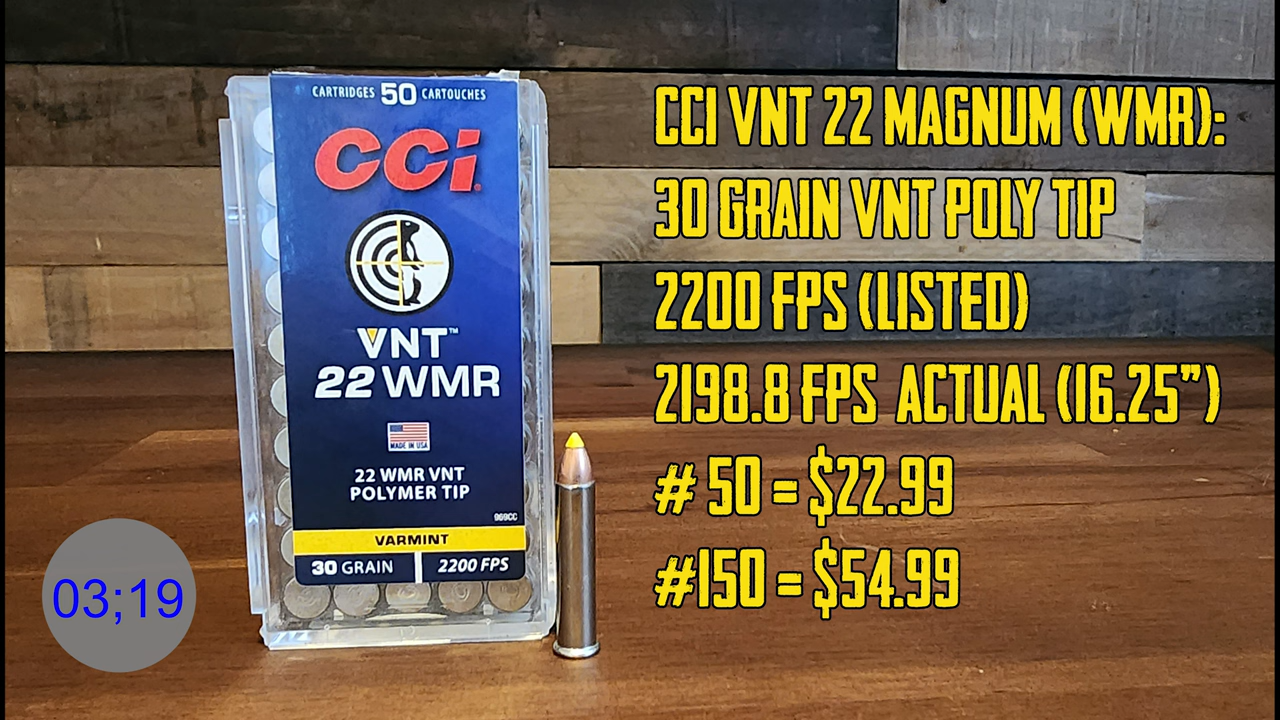 CARTRIDGES 50 CARTOUCHES
CCi
VNT™
22 WMR
MADE IN USA
22 WMR VNT
POLYMER TIP
969CC
VARMINT
30 GRAIN 2200 FPS
CCI VNT 22 MAGNUM (WMR):
30 GRAIN VNT POLY TIP
2200 FPS (LISTED)
2198.8 FPS ACTUAL (16.25")
# 50 = $22.99
#150 = $54.99
03;19